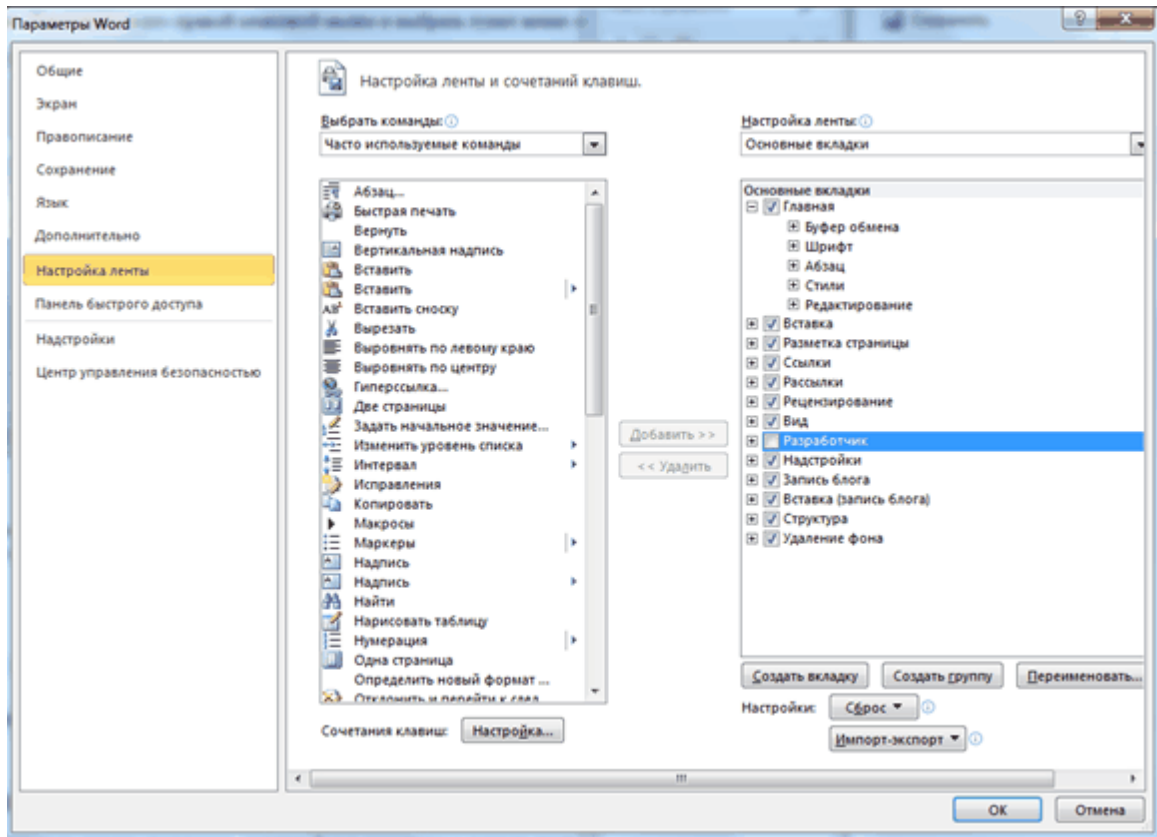 Параметры Word
Общие
Экран
Правописание
Сохранение
Язык
Дополнительно
Настройка ленты
Панель быстрого доступа
Надстройки
Центр управления безопасностью
Настройка ленты и сочетаний клавиш.
Выбрать команды:
Часто используемые команды
Абзац...
Быстрая печать
Вернуть
Вертикальная надпись
Вставить
Вставить
Вставить сноску
Вырезать
Выровнять по левому краю
Выровнять по центру
Гиперссылка...
Две страницы
Задать начальное значение...
Изменить уровень списка
Интервал
Исправления
Копировать
Макросы
Маркеры
Надпись
Надпись
Найти
Нарисовать таблицу
Нумерация
Одна страница
Определить новый формат ...
Отклонить и перейти к след
Сочетания клавиш:
Настройка...
Добавить >>
<< Удалить
Настройка ленты:
Основные вкладки
Основные вкладки
Главная
Буфер обмена
Шрифт
Абзац
Стили
Редактирование
Вставка
Разметка страницы
Ссылки
Рассылки
Рецензирование
Вид
Разработчик
Надстройки
Запись блога
Вставка (запись блога)
Структура
Удаление фона
Создать вкладку
Создать группу
Переименовать...
Настройки:
Сброс
Импорт-экспорт
ОК
Отмена